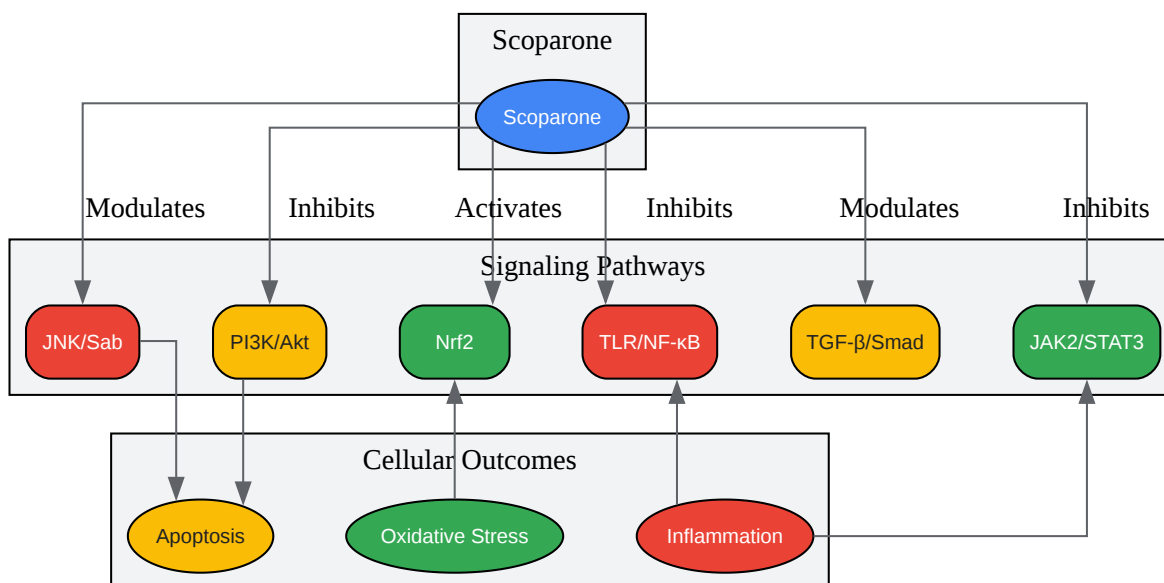 Scoparone
Scoparone
Modulates
Inhibits
Activates
Inhibits
Modulates
Inhibits
Signaling Pathways
JNK/Sab
PI3K/Akt
Nrf2
TLR/NF-κB
TGF-β/Smad
JAK2/STAT3
Cellular Outcomes
Apoptosis
Oxidative Stress
Inflammation